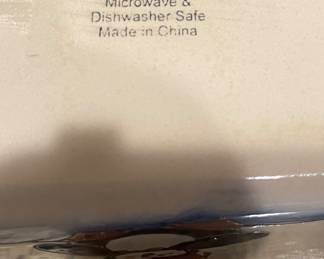 Microwave &
Dishwasher Safe
Made in China